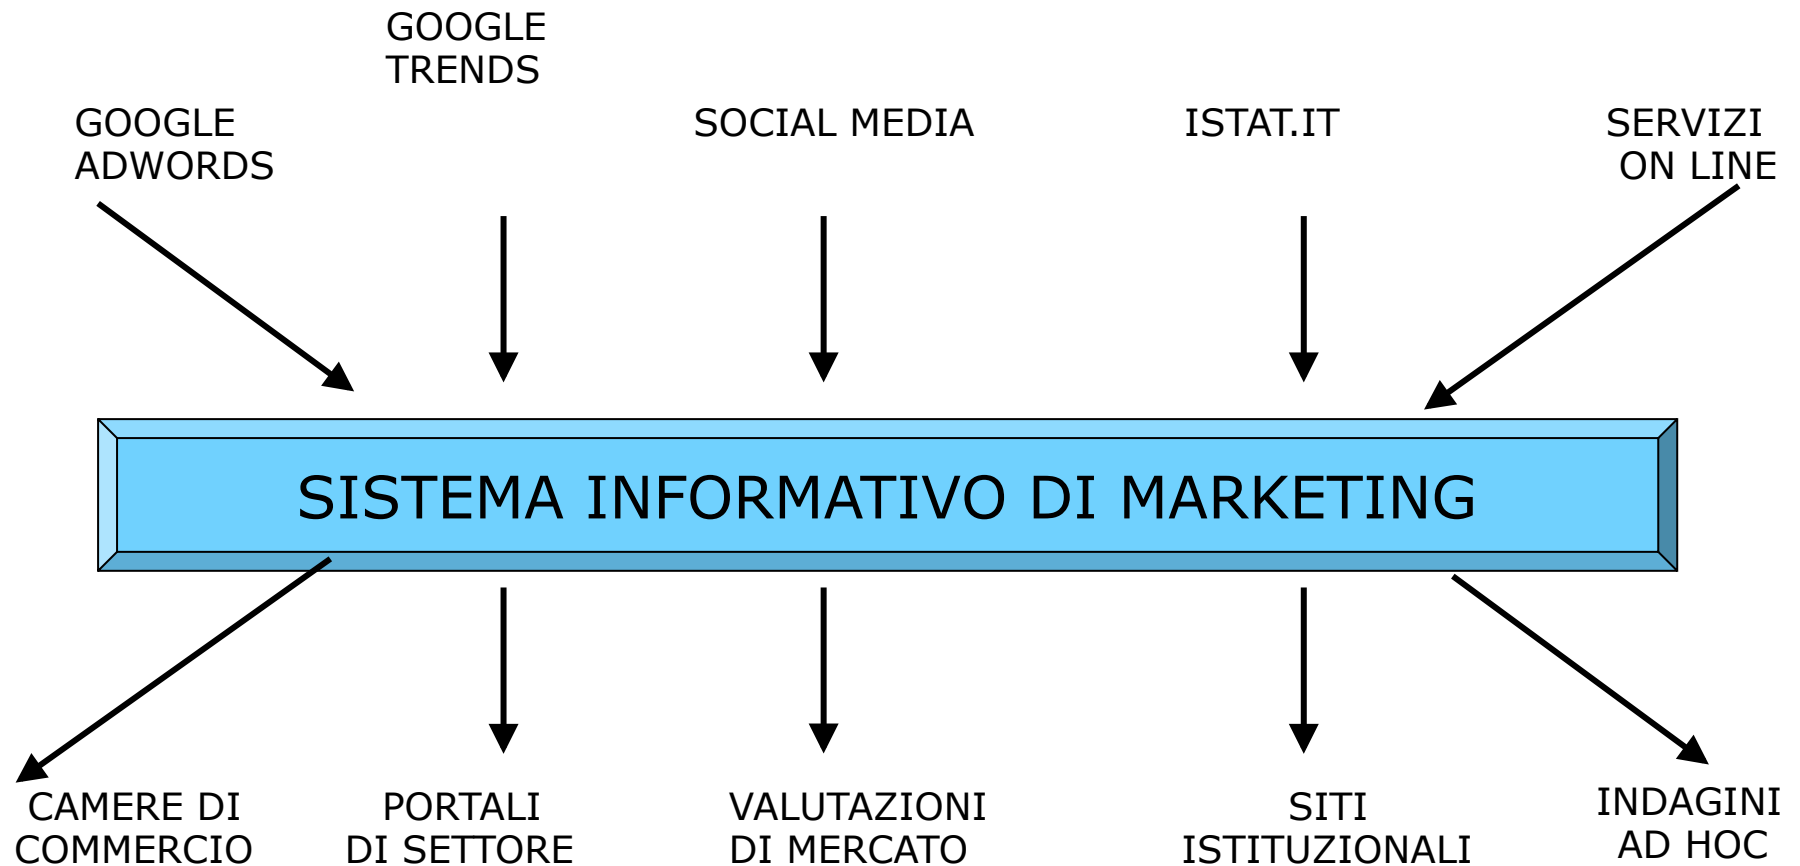 GOOGLE
TRENDS
GOOGLE
ADWORDS
SOCIAL MEDIA
ISTAT.IT
SERVIZI
ON LINE
SISTEMA INFORMATIVO DI MARKETING
CAMERE DI
COMMERCIO
PORTALI
DI SETTORE
VALUTAZIONI
DI MERCATO
SITI
ISTITUZIONALI
INDAGINI
AD HOC